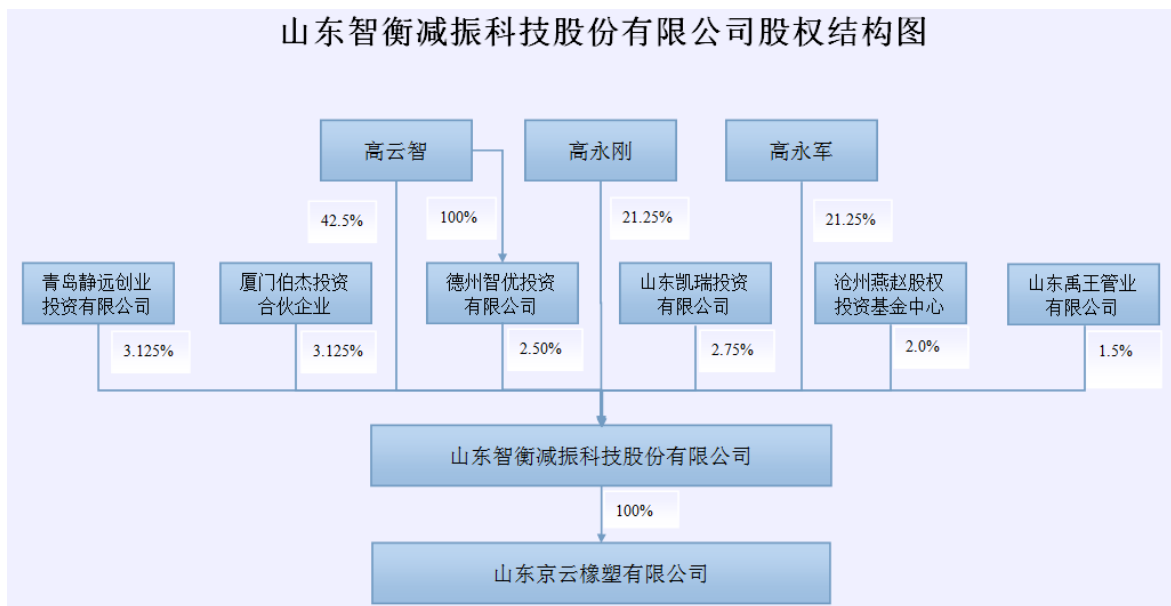 山东智衡减振科技股份有限公司股权结构图
高云智
高永刚
高永军
42.5%
100%
21.25%
21.25%
青岛静远创业
投资有限公司
厦门伯杰投资
合伙企业
德州智优投资
有限公司
山东凯瑞投资
有限公司
沧州燕赵股权
投资基金中心
山东禹王管业
有限公司
3.125%
3.125%
2.50%
2.75%
2.0%
1.5%
山东智衡减振科技股份有限公司
100%
山东京云橡塑有限公司